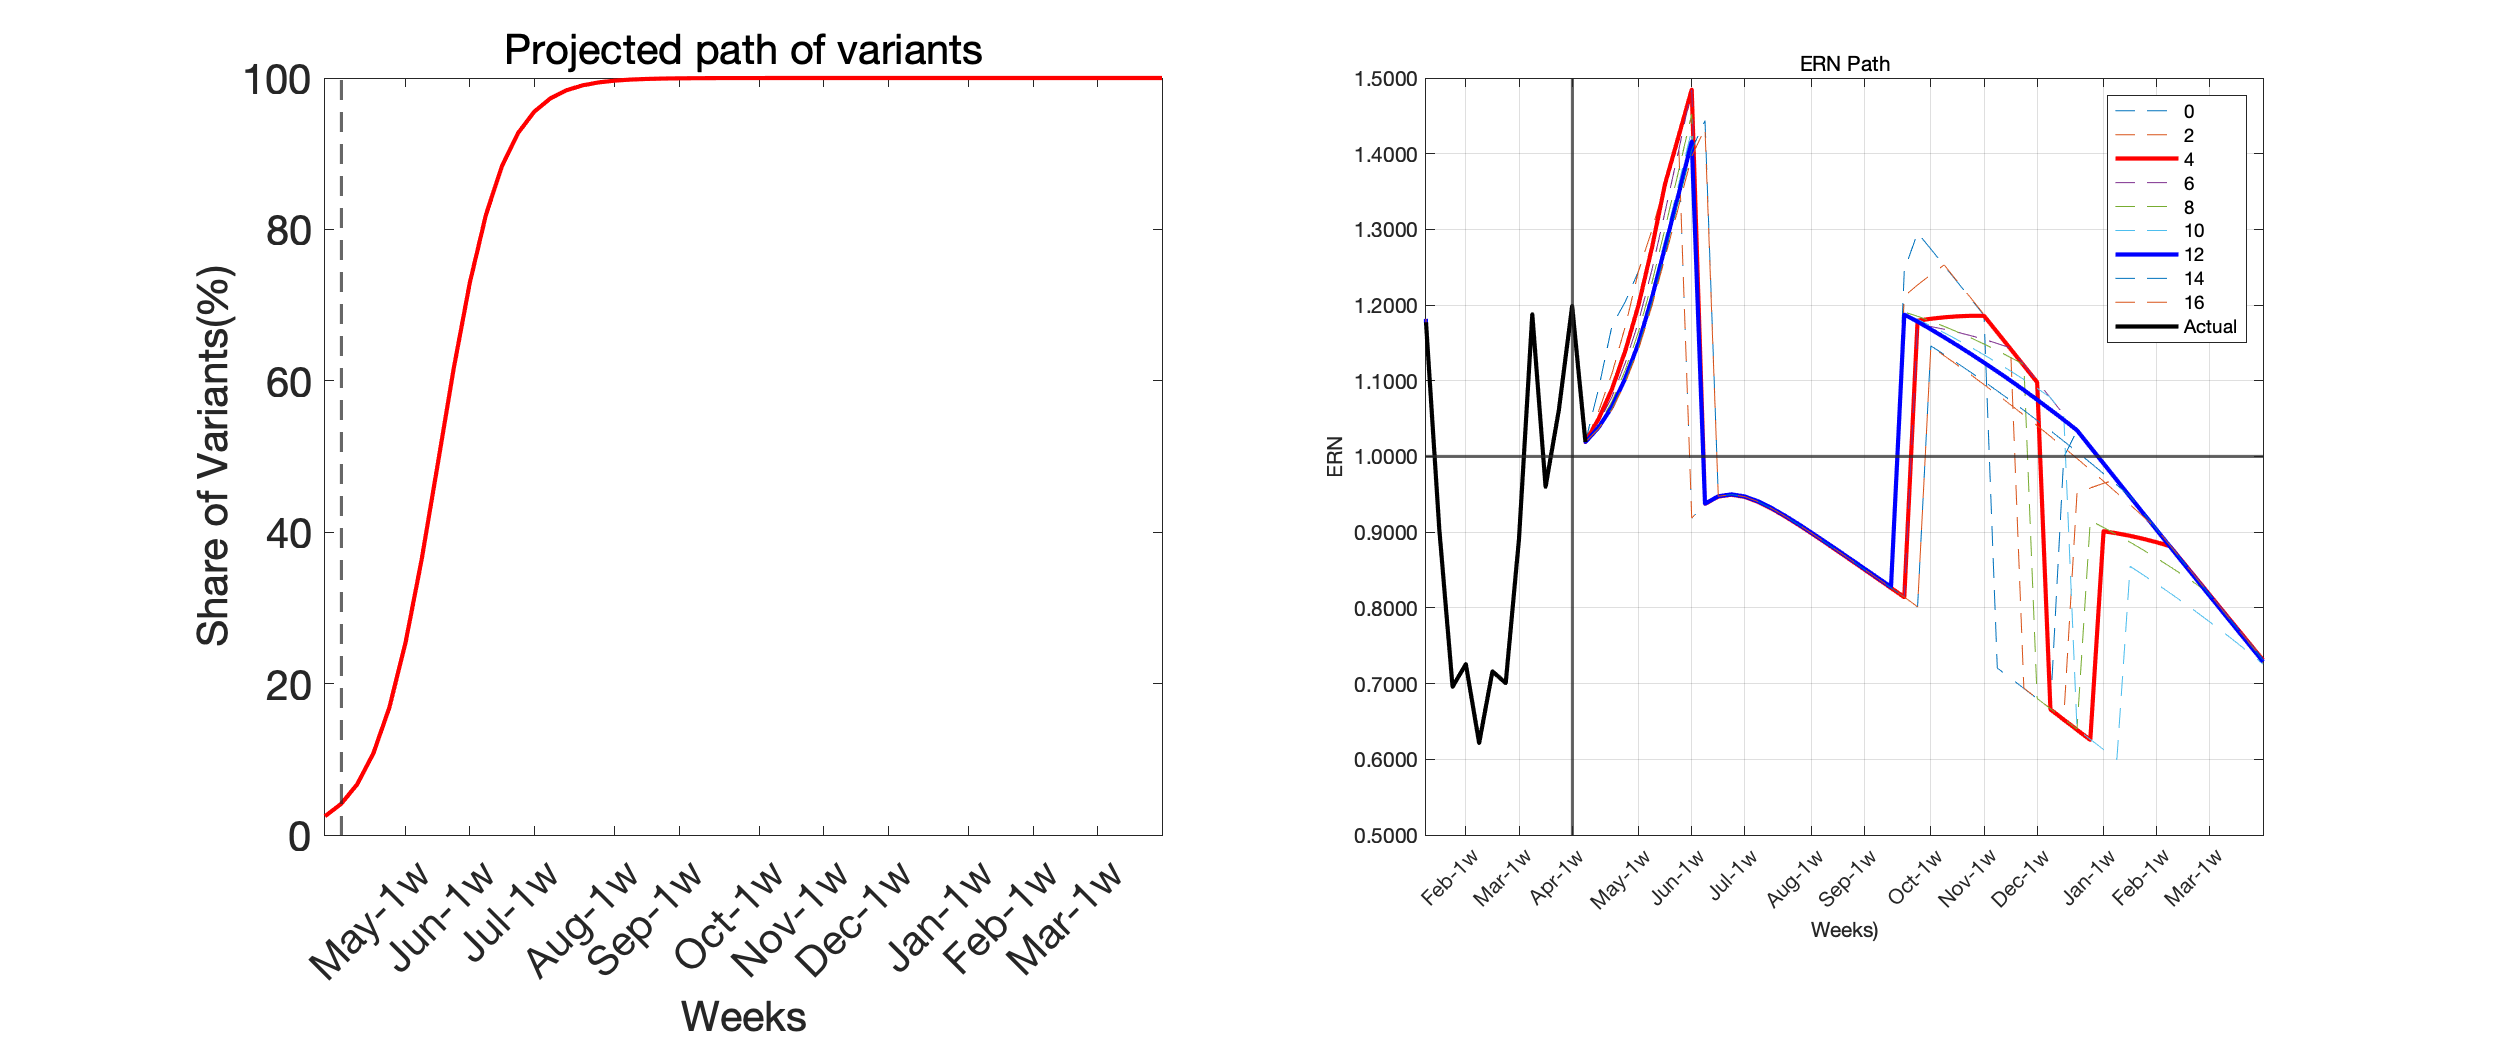 Projected path of variants
100
80
60
40
20
0
Share of Variants(%)
May-1w
Jun-1w
Jul-1w
Aug-1w
Sep-1w
Oct-1w
Nov-1w
Dec-1w
Jan-1w
Feb-1w
Mar-1w
Weeks
ERN Path
1.5000
1.4000
1.3000
1.2000
1.1000
1.0000
0.9000
0.8000
0.7000
0.6000
0.5000
ERN
0
2
4
6
8
10
12
14
16
Actual
Feb-1w
Mar-1w
Apr-1w
May-1w
Jun-1w
Jul-1w
Aug-1w
Sep-1w
Oct-1w
Nov-1w
Dec-1w
Jan-1w
Feb-1w
Mar-1w
Weeks)